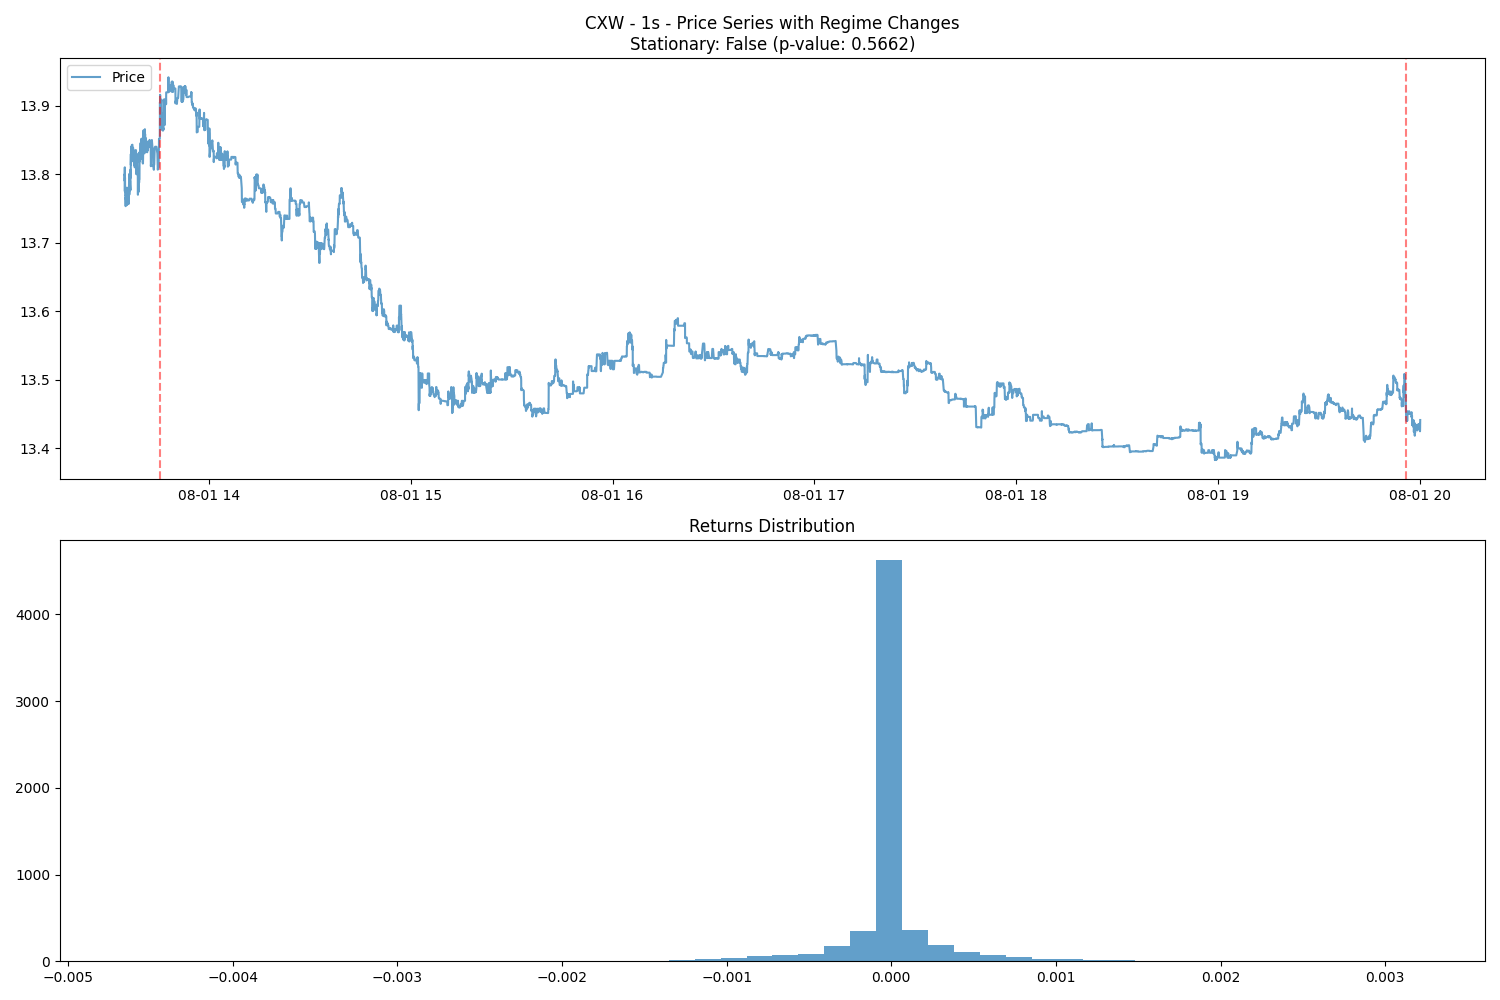 CXW - 1s - Price Series with Regime Changes
Stationary: False (p-value: 0.5662)
Price
13.9
13.8
13.7
13.6
13.5
13.4
08-01 14 08-01 15 08-01 16 08-01 17 08-01 18 08-01 19 08-01 20
Returns Distribution
4000
3000
2000
1000
0
−0.005 −0.004 −0.003 −0.002 −0.001 0.000 0.001 0.002 0.003